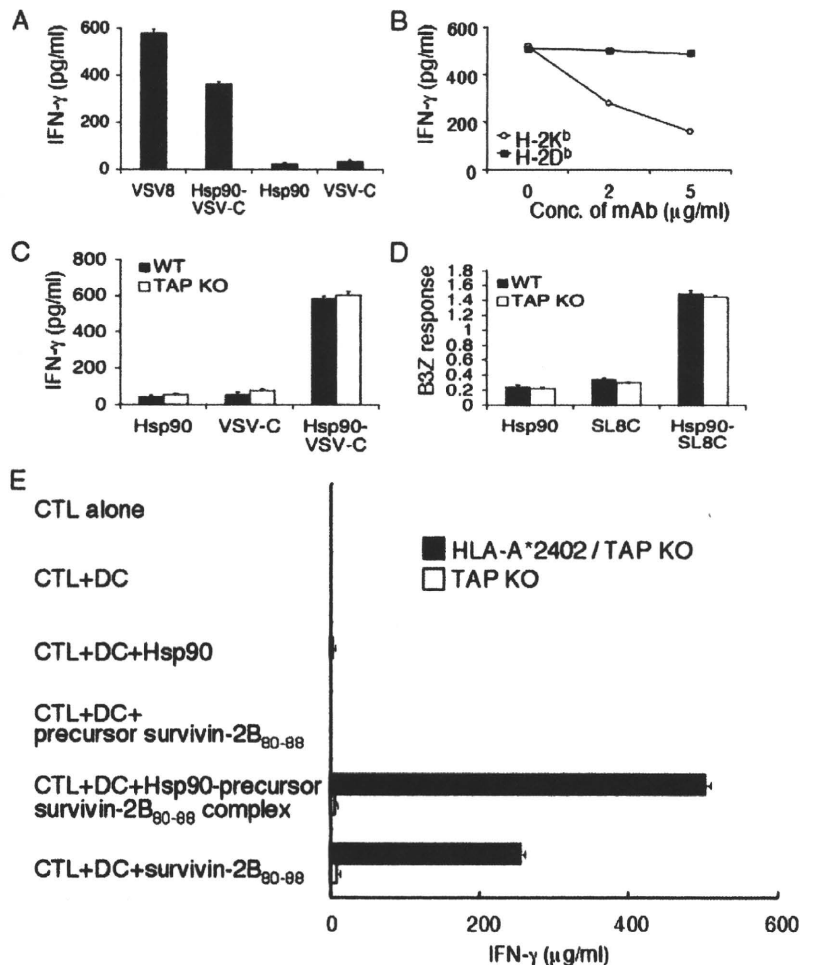 A
IFN-γ (pg/ml)
600
400
200
0
VSV8
Hsp90-
VSV-C
Hsp90
VSV-C
B
IFN-γ (pg/ml)
600
400
200
0
H-2Kᵇ
H-2Dᵇ
0
2
5
Conc. of mAb (μg/ml)
C
IFN-γ (pg/ml)
800
600
400
200
0
WT
TAP KO
Hsp90
VSV-C
Hsp90-
VSV-C
D
B3Z response
1.8
1.6
1.4
1.2
1
0.8
0.6
0.4
0.2
0
WT
TAP KO
Hsp90
SL8C
Hsp90-
SL8C
E
CTL alone
CTL+DC
CTL+DC+Hsp90
CTL+DC+
precursor survivin-2B₈₀₋₈₈
CTL+DC+Hsp90-precursor
survivin-2B₈₀₋₈₈ complex
CTL+DC+survivin-2B₈₀₋₈₈
HLA-A*2402 / TAP KO
TAP KO
0
200
400
600
IFN-γ (μg/ml)